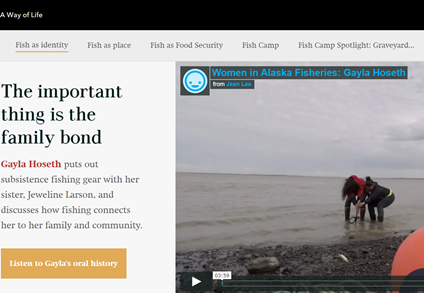 A Way of Life
Fish as identity
Fish as place
Fish as Food Security
Fish Camp
Fish Camp Spotlight: Graveyard...
The important
thing is the
family bond
Gayla Hoseth puts out
subsistence fishing gear with her
sister, Jeweline Larson, and
discusses how fishing connects
her to her family and community.
Listen to Gayla's oral history
Women in Alaska Fisheries: Gayla Hoseth
from Jean Lee
03:59